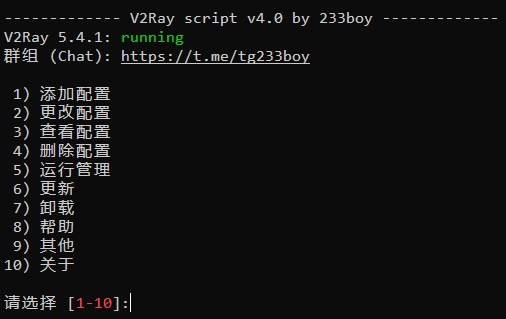 ------------- V2Ray script v4.0 by 233boy -------------
V2Ray 5.4.1: running
群组 (Chat): https://t.me/tg233boy
1) 添加配置
2) 更改配置
3) 查看配置
4) 删除配置
5) 运行管理
6) 更新
7) 卸载
8) 帮助
9) 其他
10) 关于
请选择 [1-10]: